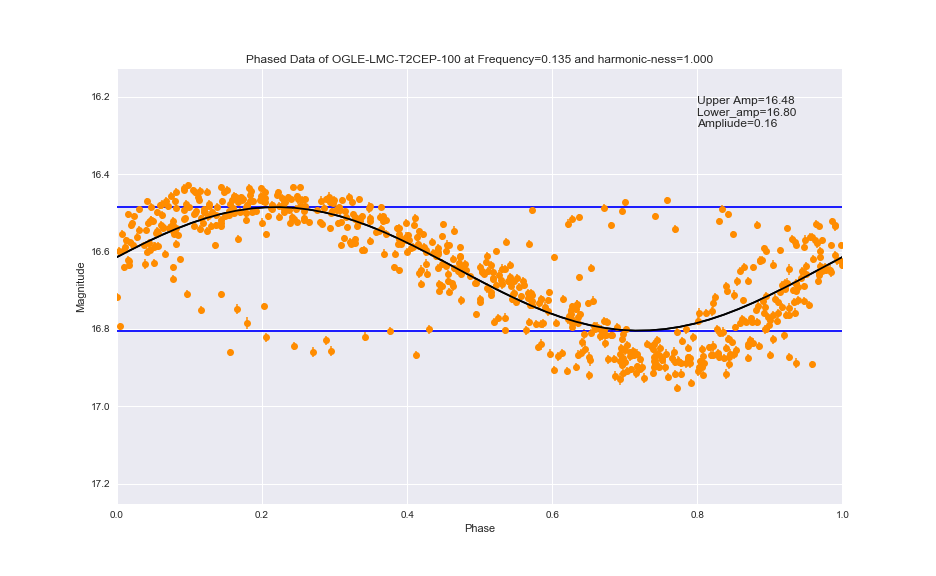 Phased Data of OGLE-LMC-T2CEP-100 at Frequency=0.135 and harmonic-ness=1.000
Upper Amp=16.48
Lower_amp=16.80
Ampliude=0.16
16.2
16.4
16.6
16.8
17.0
17.2
Magnitude
0.0 0.2 0.4 0.6 0.8 1.0
Phase